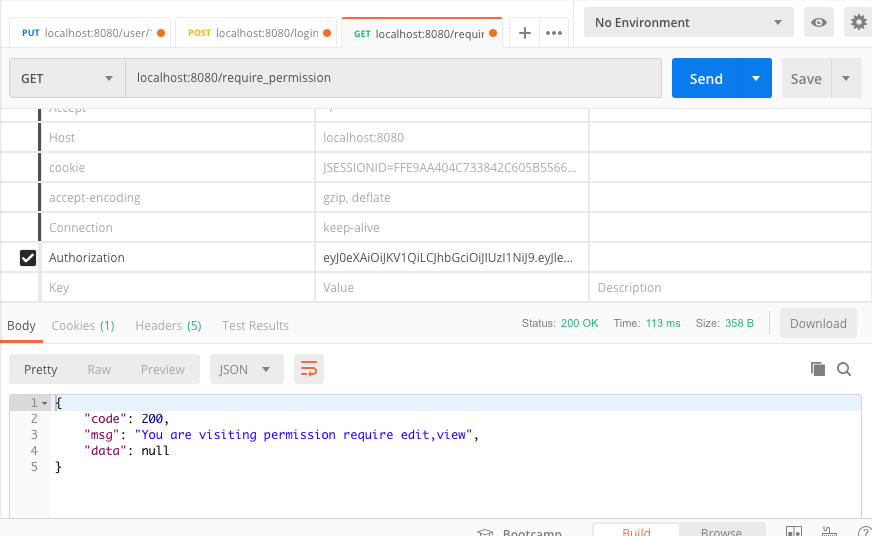 PUT localhost:8080/user/
POST localhost:8080/login
GET localhost:8080/requir
No Environment
GET localhost:8080/require_permission Send Save
Accept
Host localhost:8080
cookie JSESSIONID=FFE9AA404C733842C605B5566...
accept-encoding gzip, deflate
Connection keep-alive
Authorization eyJ0eXAiOiJKV1QiLCJhbGciOiJIUzI1NiJ9.eyJle...
Key Value Description
Body Cookies (1) Headers (5) Test Results Status: 200 OK Time: 113 ms Size: 358 B Download
Pretty Raw Preview JSON
1 {
2 "code": 200,
3 "msg": "You are visiting permission require edit,view",
4 "data": null
5 }
Bootcamp Build Browse